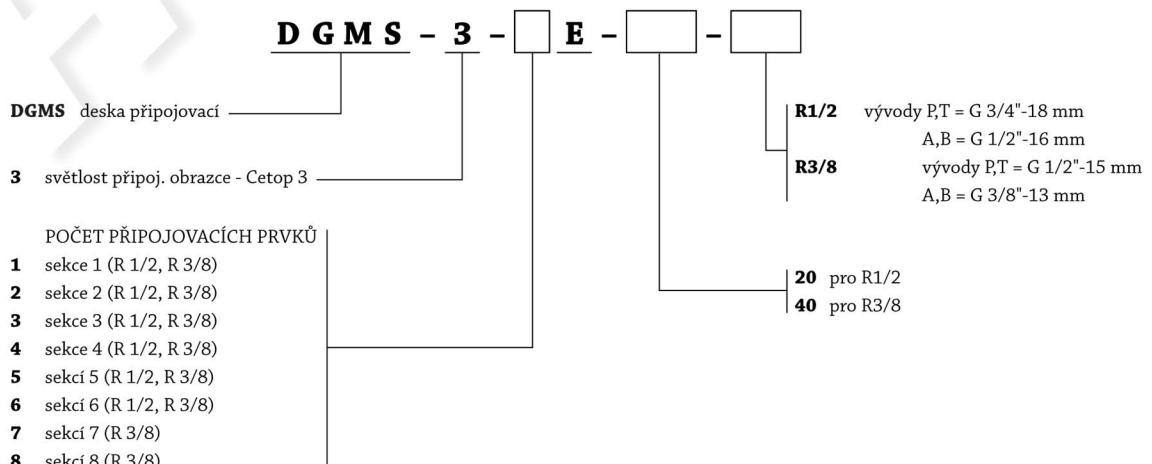 DGMS - 3 - E - -
DGMS deska připojovací
3 světlost připoj. obrazce - Cetop 3
POČET PŘIPOJOVACÍCH PRVKŮ
1 sekce 1 (R 1/2, R 3/8)
2 sekce 2 (R 1/2, R 3/8)
3 sekce 3 (R 1/2, R 3/8)
4 sekce 4 (R 1/2, R 3/8)
5 sekcí 5 (R 1/2, R 3/8)
6 sekcí 6 (R 1/2, R 3/8)
7 sekcí 7 (R 3/8)
8 sekcí 8 (R 3/8)
R1/2 vývody P,T = G 3/4"-18 mm
A,B = G 1/2"-16 mm
R3/8 vývody P,T = G 1/2"-15 mm
A,B = G 3/8"-13 mm
20 pro R1/2
40 pro R3/8